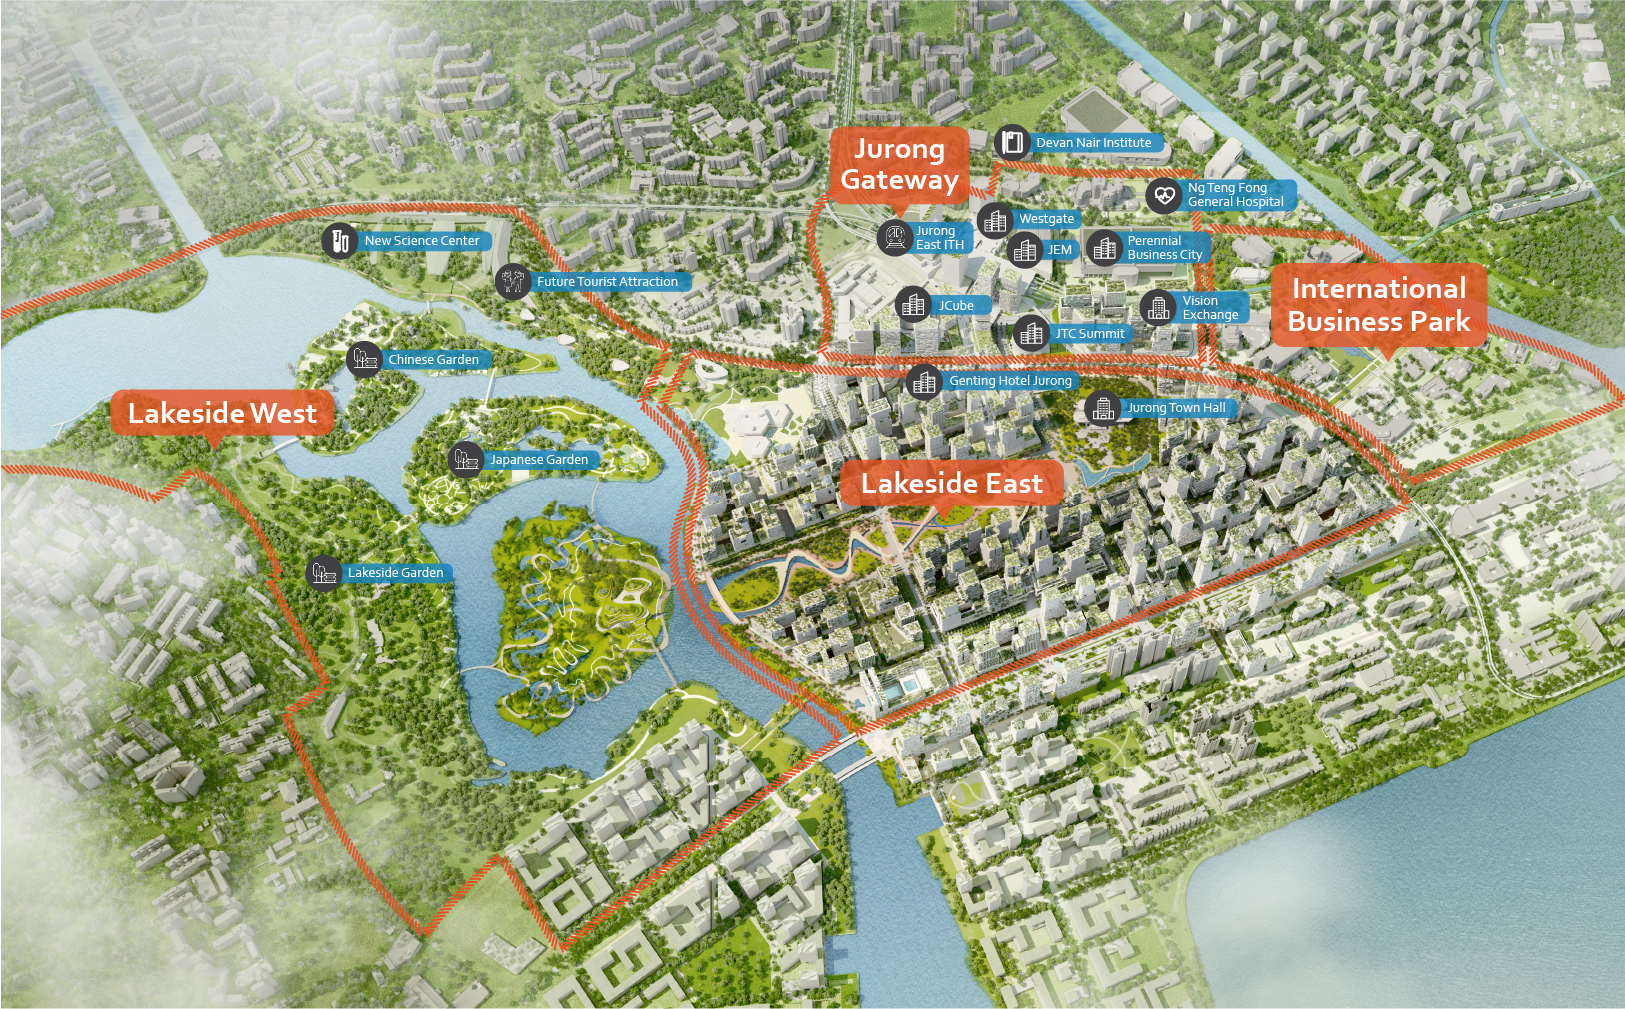 Devan Nair Institute
Jurong
Gateway
Ng Teng Fong
General Hospital
Westgate
Jurong
East ITH
JEM
Perennial
Business City
New Science Center
Future Tourist Attraction
International
Business Park
JCube
Vision
Exchange
JTC Summit
Chinese Garden
Genting Hotel Jurong
Jurong Town Hall
Lakeside West
Japanese Garden
Lakeside East
Lakeside Garden